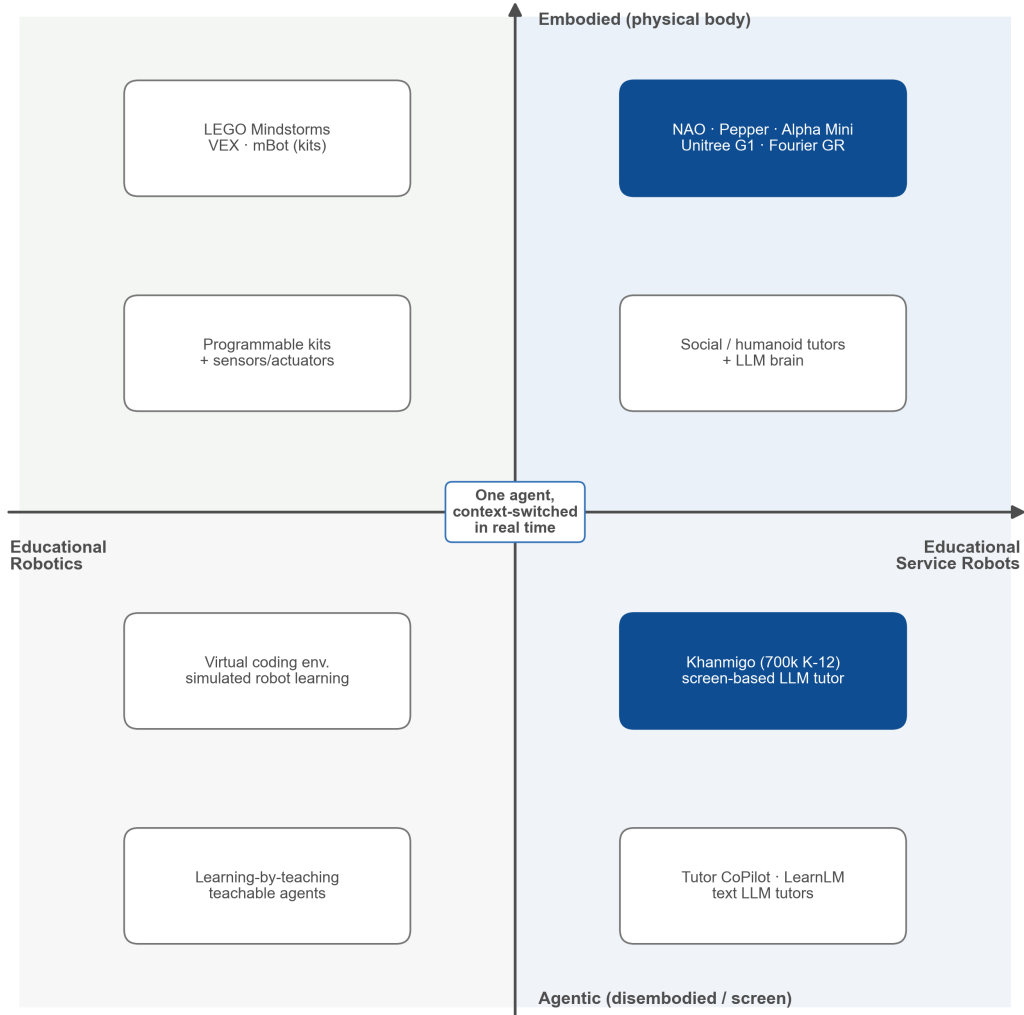 Embodied (physical body)
LEGO Mindstorms
VEX · mBot (kits)
NAO · Pepper · Alpha Mini
Unitree G1 · Fourier GR
Programmable kits
+ sensors/actuators
Social / humanoid tutors
+ LLM brain
One agent,
context-switched
in real time
Educational
Robotics
Educational
Service Robots
Virtual coding env.
simulated robot learning
Khanmigo (700k K-12)
screen-based LLM tutor
Learning-by-teaching
teachable agents
Tutor CoPilot · LearnLM
text LLM tutors
Agentic (disembodied / screen)